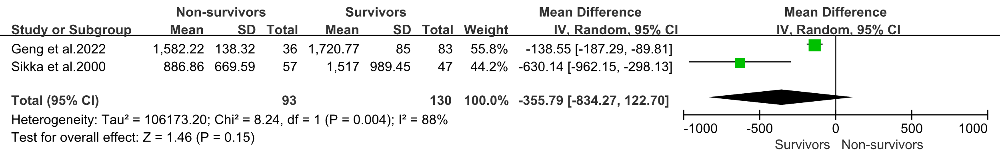 Non-survivors Survivors Mean Difference Mean Difference
Study or Subgroup Mean SD Total Mean SD Total Weight IV, Random, 95% CI IV, Random, 95% CI
Geng et al.2022 1,582.22 138.32 36 1,720.77 85 83 55.8% -138.55 [-187.29, -89.81]
Sikka et al.2000 886.86 669.59 57 1,517 989.45 47 44.2% -630.14 [-962.15, -298.13]
Total (95% CI) 93 130 100.0% -355.79 [-834.27, 122.70]
Heterogeneity: Tau² = 106173.20; Chi² = 8.24, df = 1 (P = 0.004); I² = 88%
Test for overall effect: Z = 1.46 (P = 0.15)
-1000 -500 0 500 1000
Survivors Non-survivors